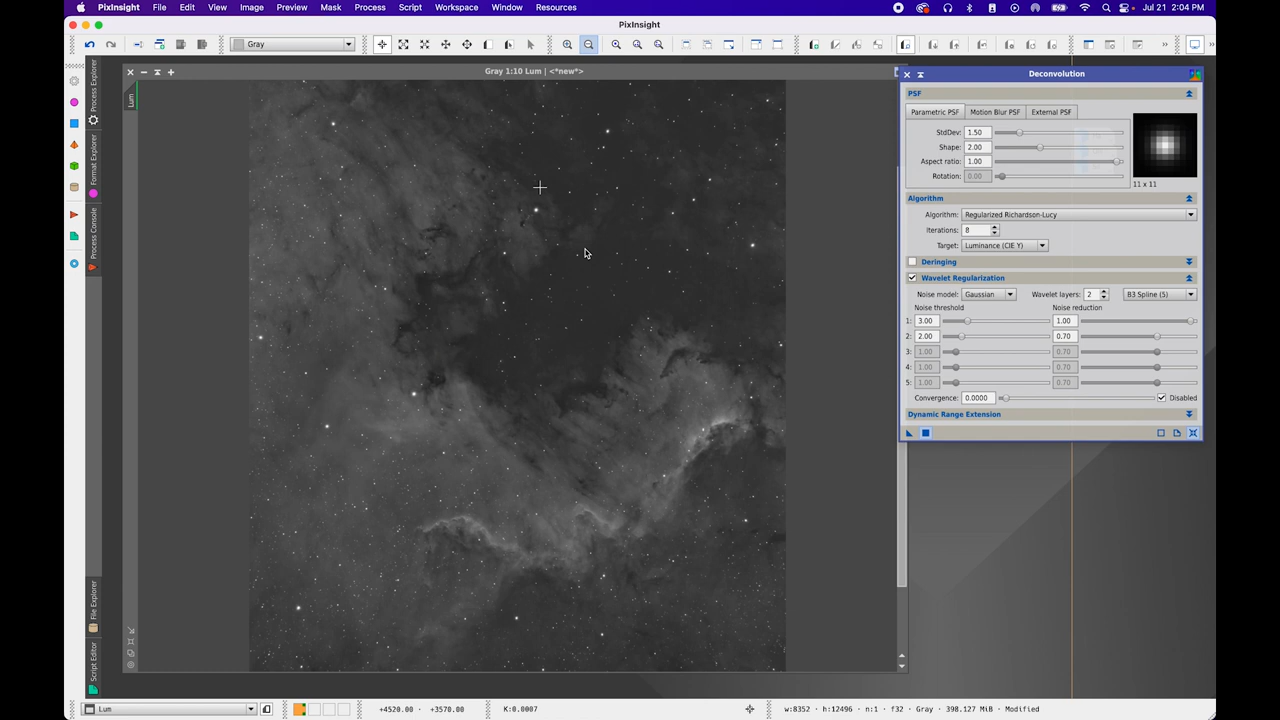 PixInsight File Edit View Image Preview Mask Process Script Workspace Window Resources Jul 21 2:04 PM
PixInsight
Gray
Gray 1:10 Lum | <*new*>
Lum
Process Explorer
Format Explorer
Process Console
File Explorer
Script Editor
Deconvolution
PSF
Parametric PSF Motion Blur PSF External PSF
StdDev: 1.50
Shape: 2.00
Aspect ratio: 1.00
Rotation: 0.00
11 x 11
Algorithm
Algorithm: Regularized Richardson-Lucy
Iterations: 8
Target: Luminance (CIE Y)
Deringing
Wavelet Regularization
Noise model: Gaussian Wavelet layers: 2 B3 Spline (5)
Noise threshold Noise reduction
1: 3.00 1.00
2: 2.00 0.70
3: 1.00 0.70
4: 1.00 0.70
5: 1.00 0.70
Convergence: 0.0000 Disabled
Dynamic Range Extension
Lum +4520.00 · +3570.00 K:0.0007 w:8352 · h:12496 · n:1 · f32 · Gray · 398.127 MiB · Modified